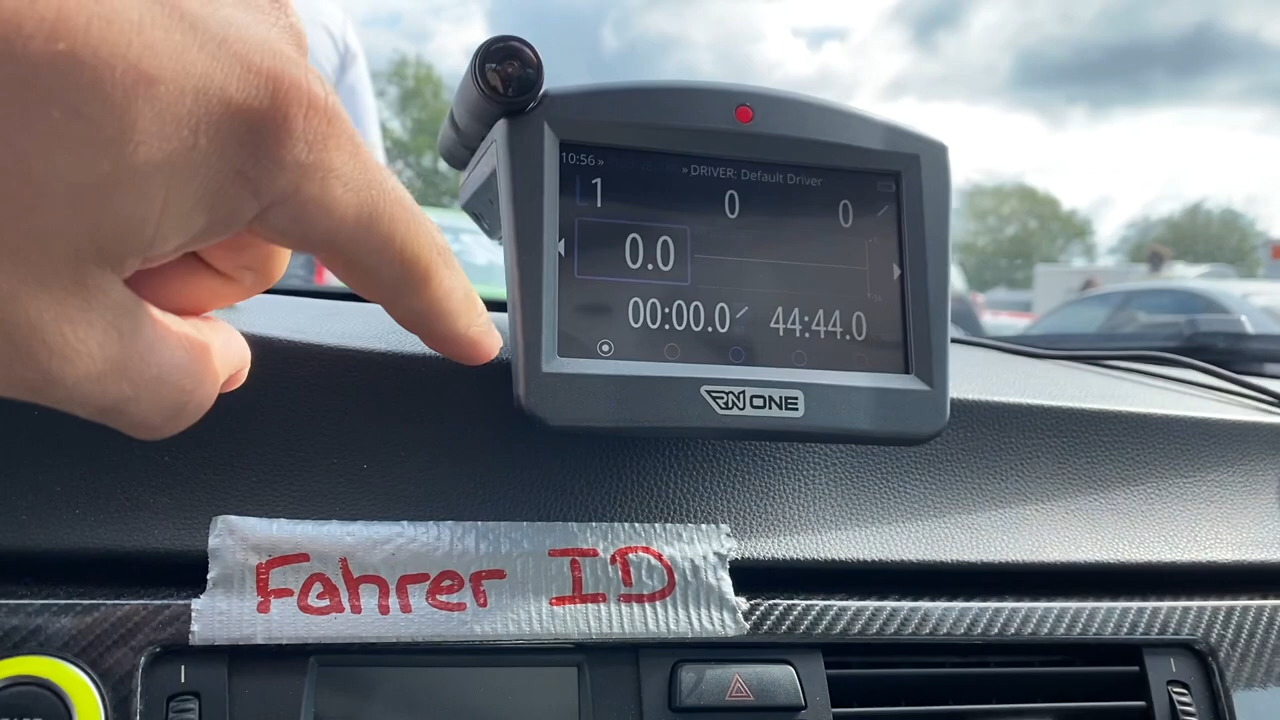 10:56 »
» DRIVER: Default Driver
1 0 0
0.0
00:00.0 44:44.0
RN ONE
Fahrer ID